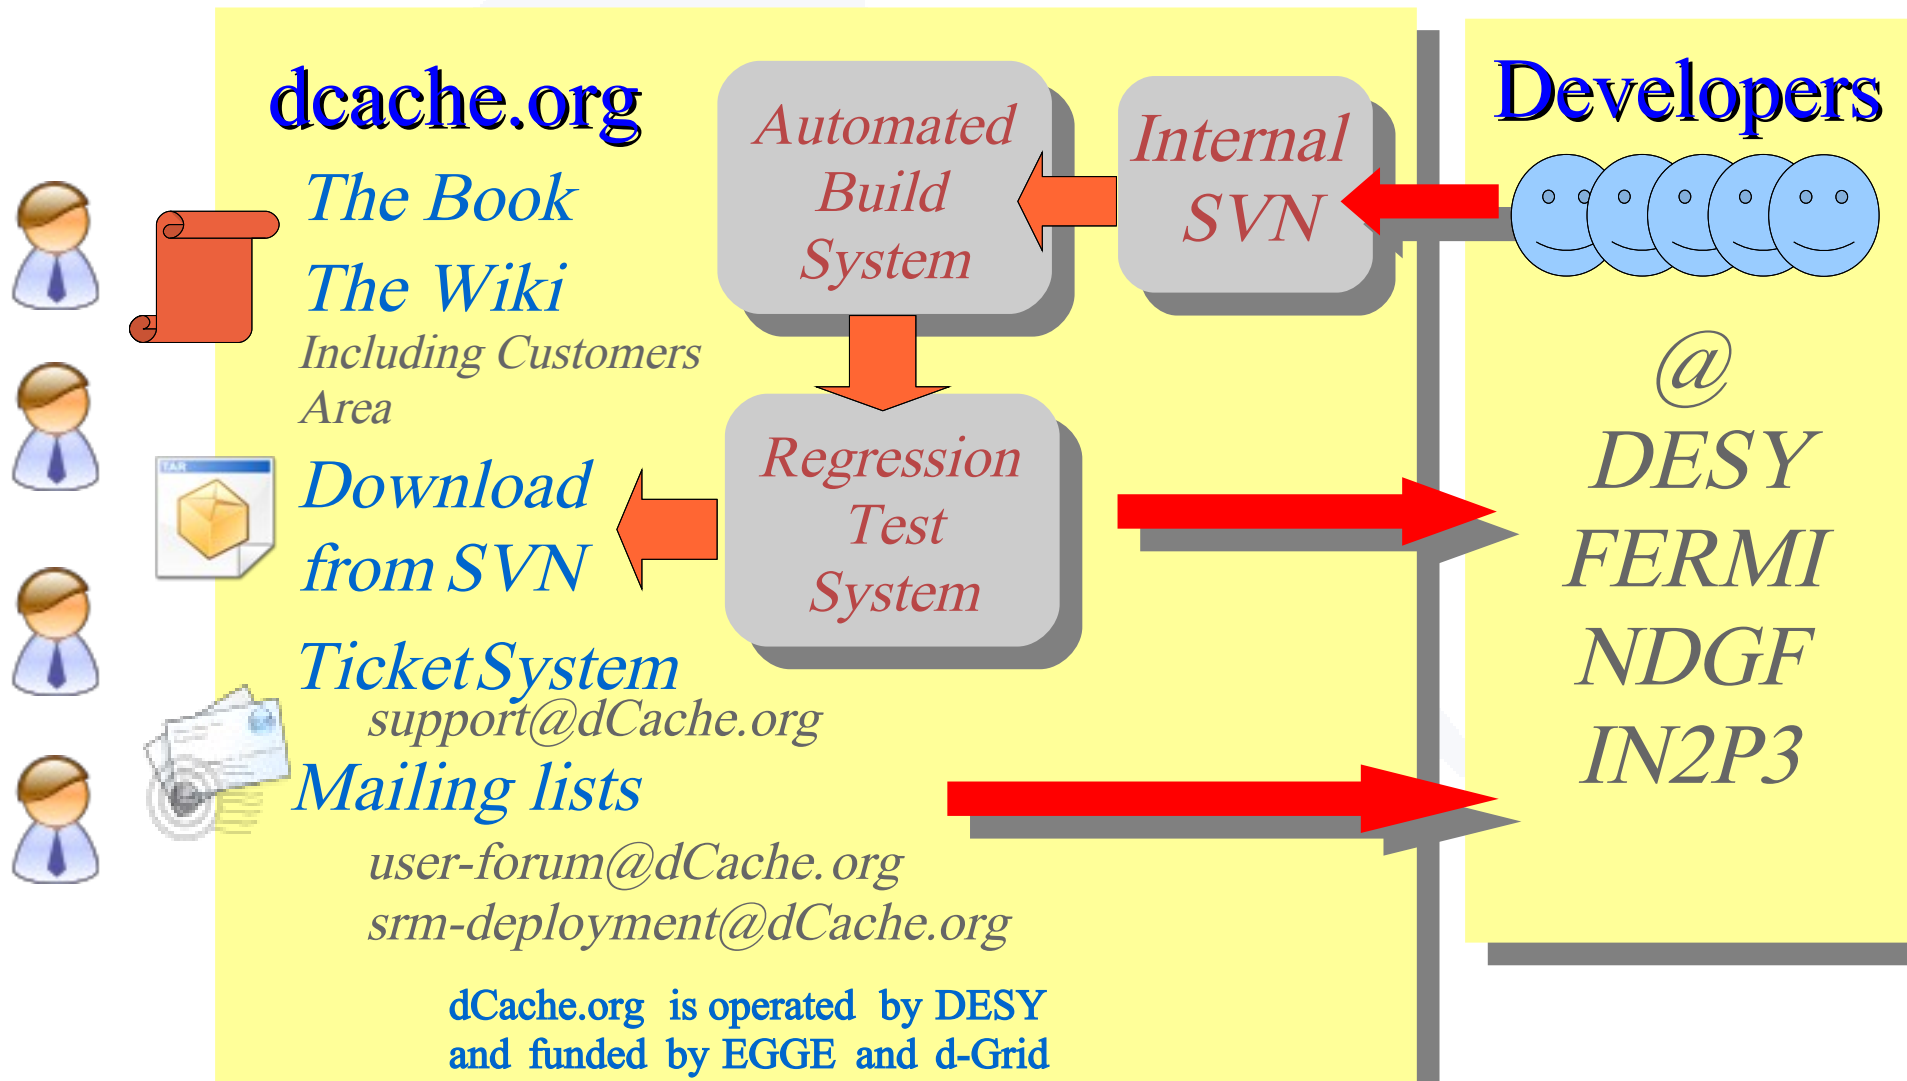 dcache.org
The Book
The Wiki
Including Customers
Area
Download
from SVN
TicketSystem
support@dCache.org
Mailing lists
user-forum@dCache.org
srm-deployment@dCache.org
dCache.org is operated by DESY
and funded by EGGE and d-Grid
TAR
Automated
Build
System
Internal
SVN
Regression
Test
System
Developers
@
DESY
FERMI
NDGF
IN2P3